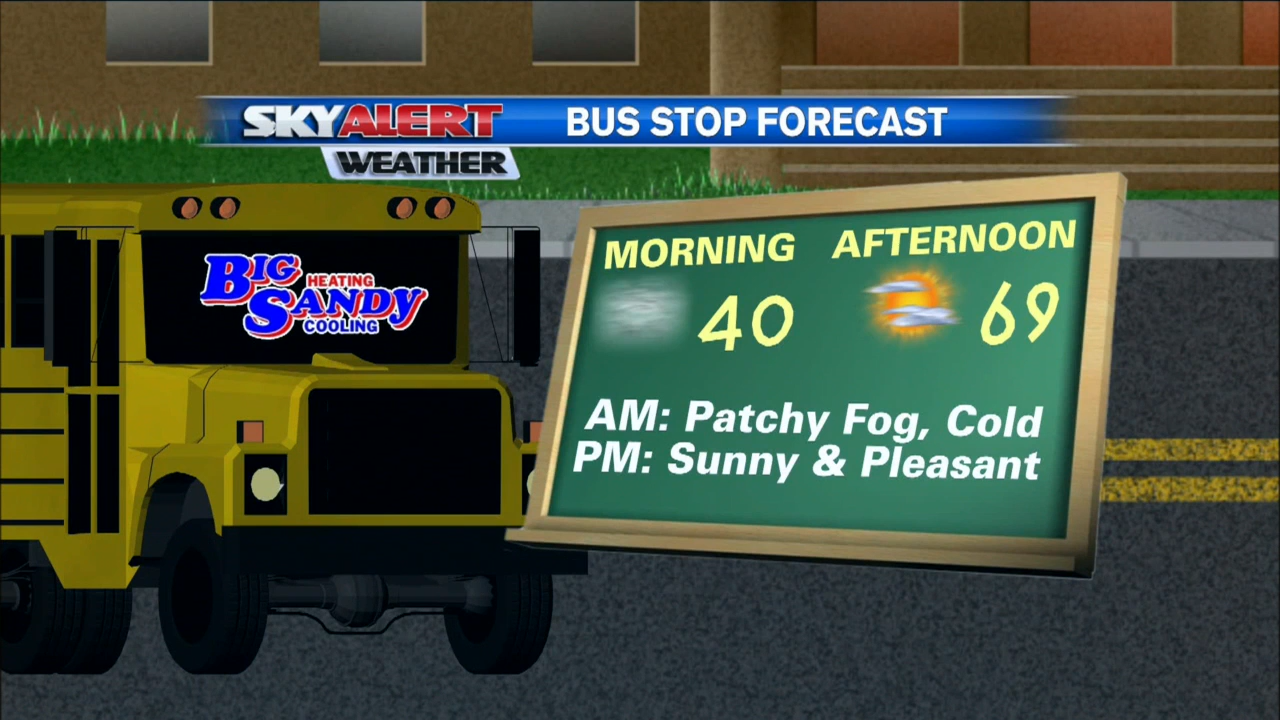 SKYALERT BUS STOP FORECAST
WEATHER
BIG HEATING
SANDY
COOLING
MORNING AFTERNOON
40 69
AM: Patchy Fog, Cold
PM: Sunny & Pleasant